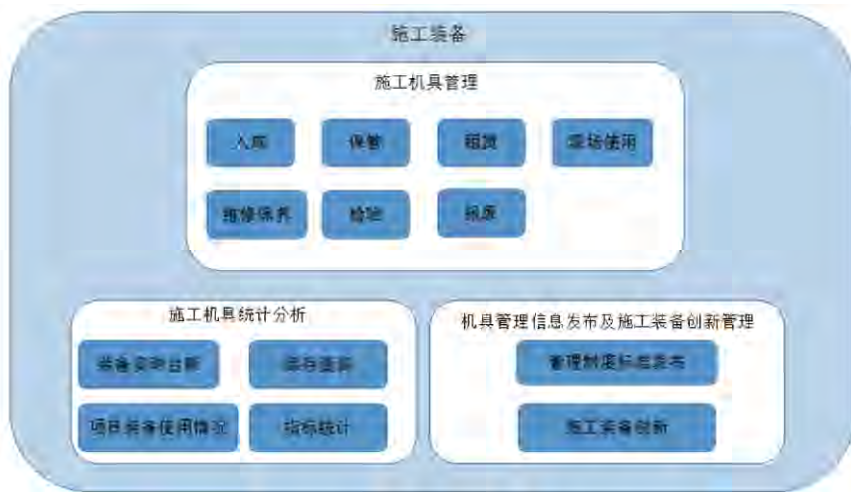 施工装备
施工机具管理
入库 保管 租赁 现场使用
维修保养 检验 报废
施工机具统计分析
装备实时台账 库存查询
项目装备使用情况 指标统计
机具管理信息发布及施工装备创新管理
管理制度标准发布
施工装备创新